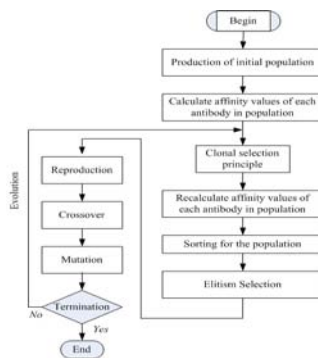 Begin
Production of initial population
Calculate affinity values of each
antibody in population
Clonal selection
principle
Recalculate affinity values of
each antibody in population
Sorting for the population
Elitism Selection
Reproduction
Crossover
Mutation
Termination
No
Yes
End
Evolution